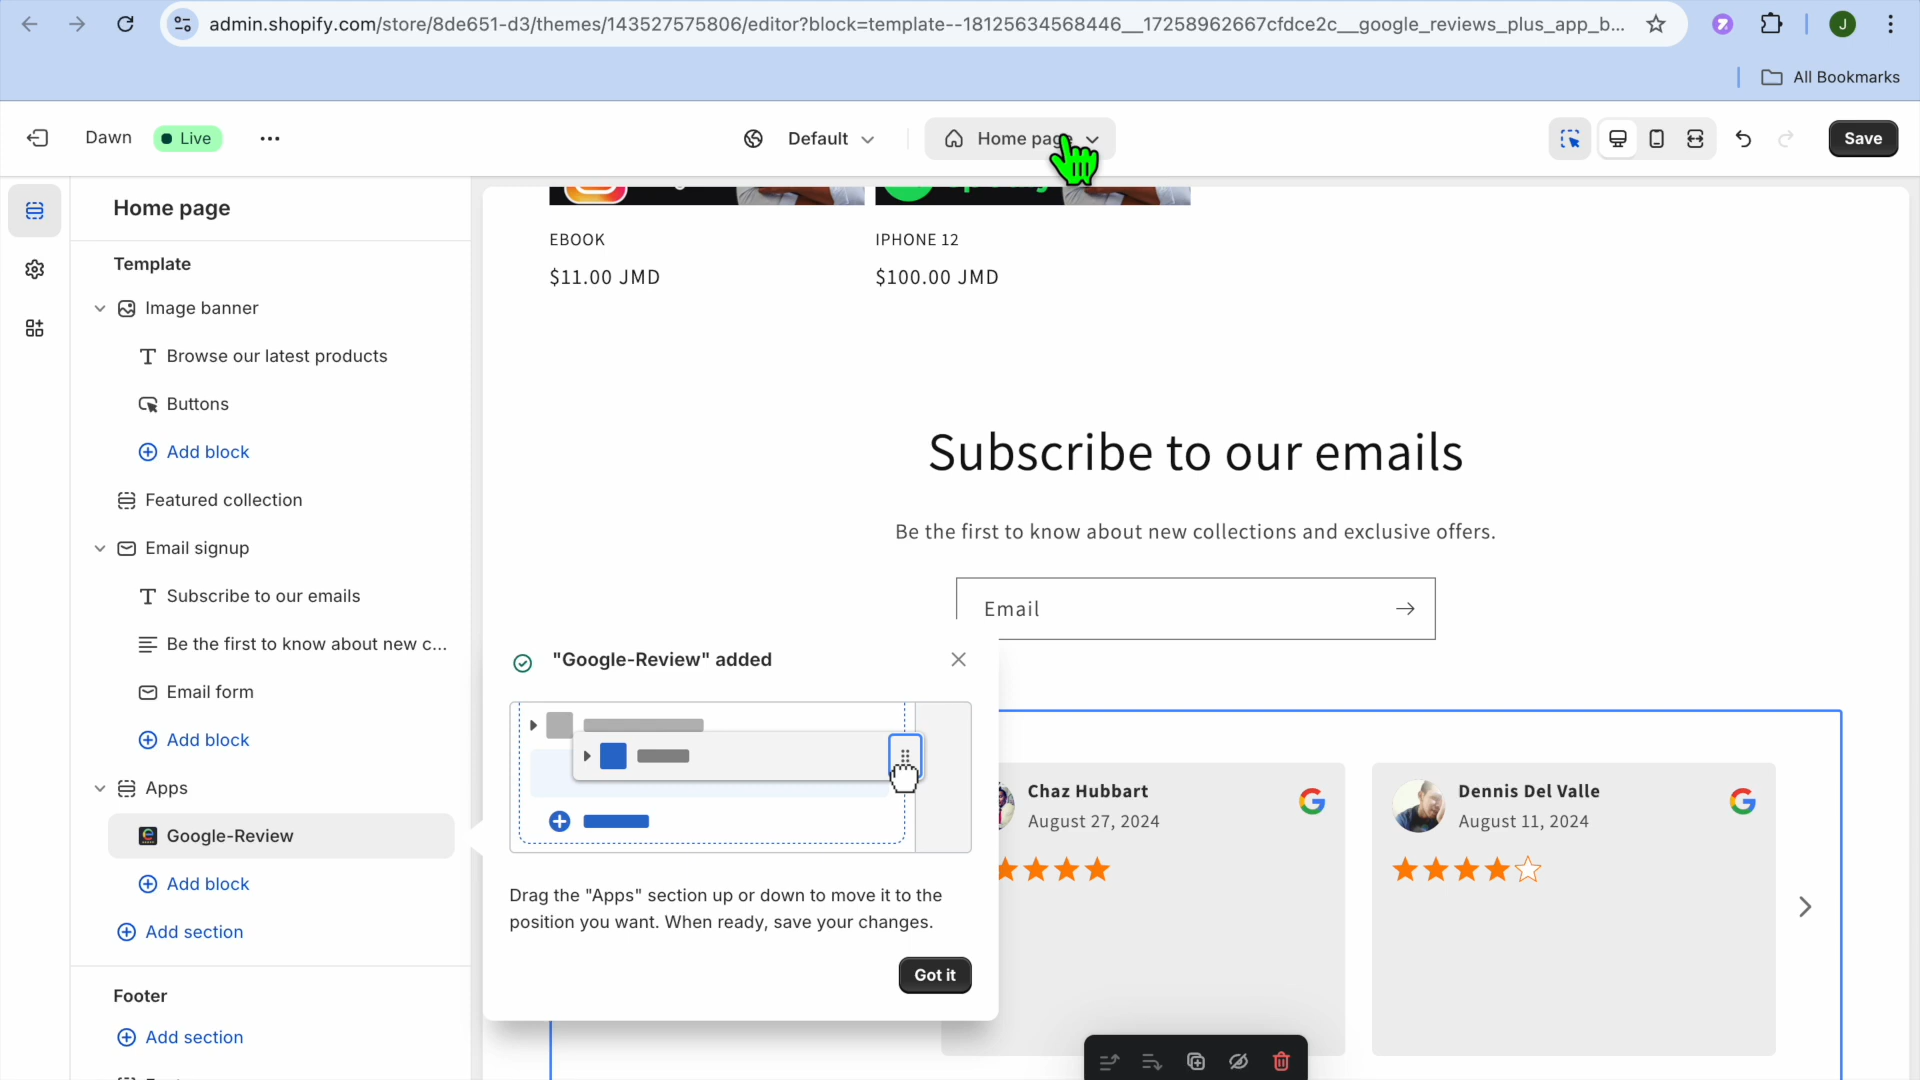 admin.shopify.com/store/8de651-d3/themes/143527575806/editor?block=template--18125634568446__17258962667cfdce2c__google_reviews_plus_app_b...
J
All Bookmarks
Dawn
Live
Default
Home page
Save
Home page
Template
Image banner
Browse our latest products
Buttons
Add block
Featured collection
Email signup
Subscribe to our emails
Be the first to know about new c...
Email form
Add block
Apps
Google-Review
Add block
Add section
Footer
Add section
EBOOK
$11.00 JMD
IPHONE 12
$100.00 JMD
Subscribe to our emails
Be the first to know about new collections and exclusive offers.
Email
"Google-Review" added
Drag the "Apps" section up or down to move it to the
position you want. When ready, save your changes.
Got it
Chaz Hubbart
August 27, 2024
Dennis Del Valle
August 11, 2024